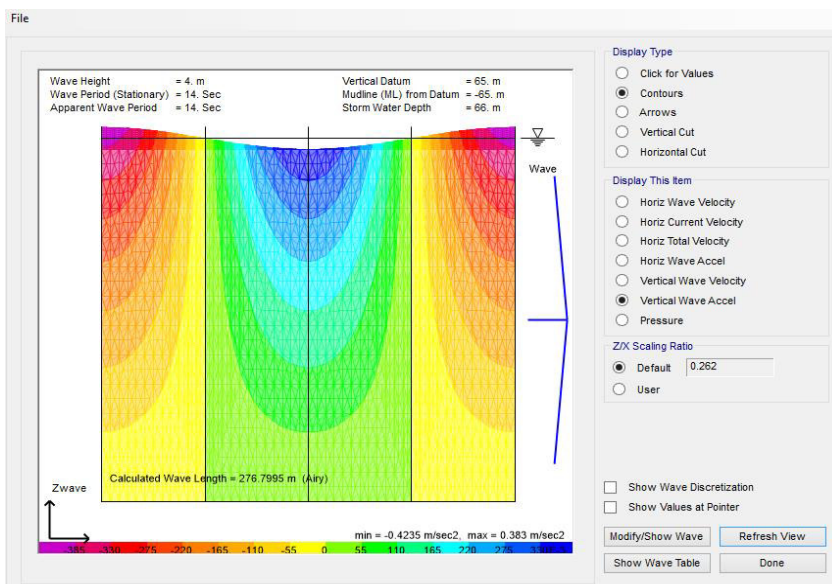 File
Wave Height = 4. m
Wave Period (Stationary) = 14. Sec
Apparent Wave Period = 14. Sec
Vertical Datum = 65. m
Mudline (ML) from Datum = -65. m
Storm Water Depth = 66. m
Wave
Calculated Wave Length = 276.7995 m (Airy)
Zwave
min = -0.4235 m/sec2, max = 0.383 m/sec2
-385 -330 -275 -220 -165 -110 -55 0 55 110 165 220 275
Display Type
Click for Values
Contours
Arrows
Vertical Cut
Horizontal Cut
Display This Item
Horiz Wave Velocity
Horiz Current Velocity
Horiz Total Velocity
Horiz Wave Accel
Vertical Wave Velocity
Vertical Wave Accel
Pressure
Z/X Scaling Ratio
Default 0.262
User
Show Wave Discretization
Show Values at Pointer
Modify/Show Wave Refresh View
Show Wave Table Done